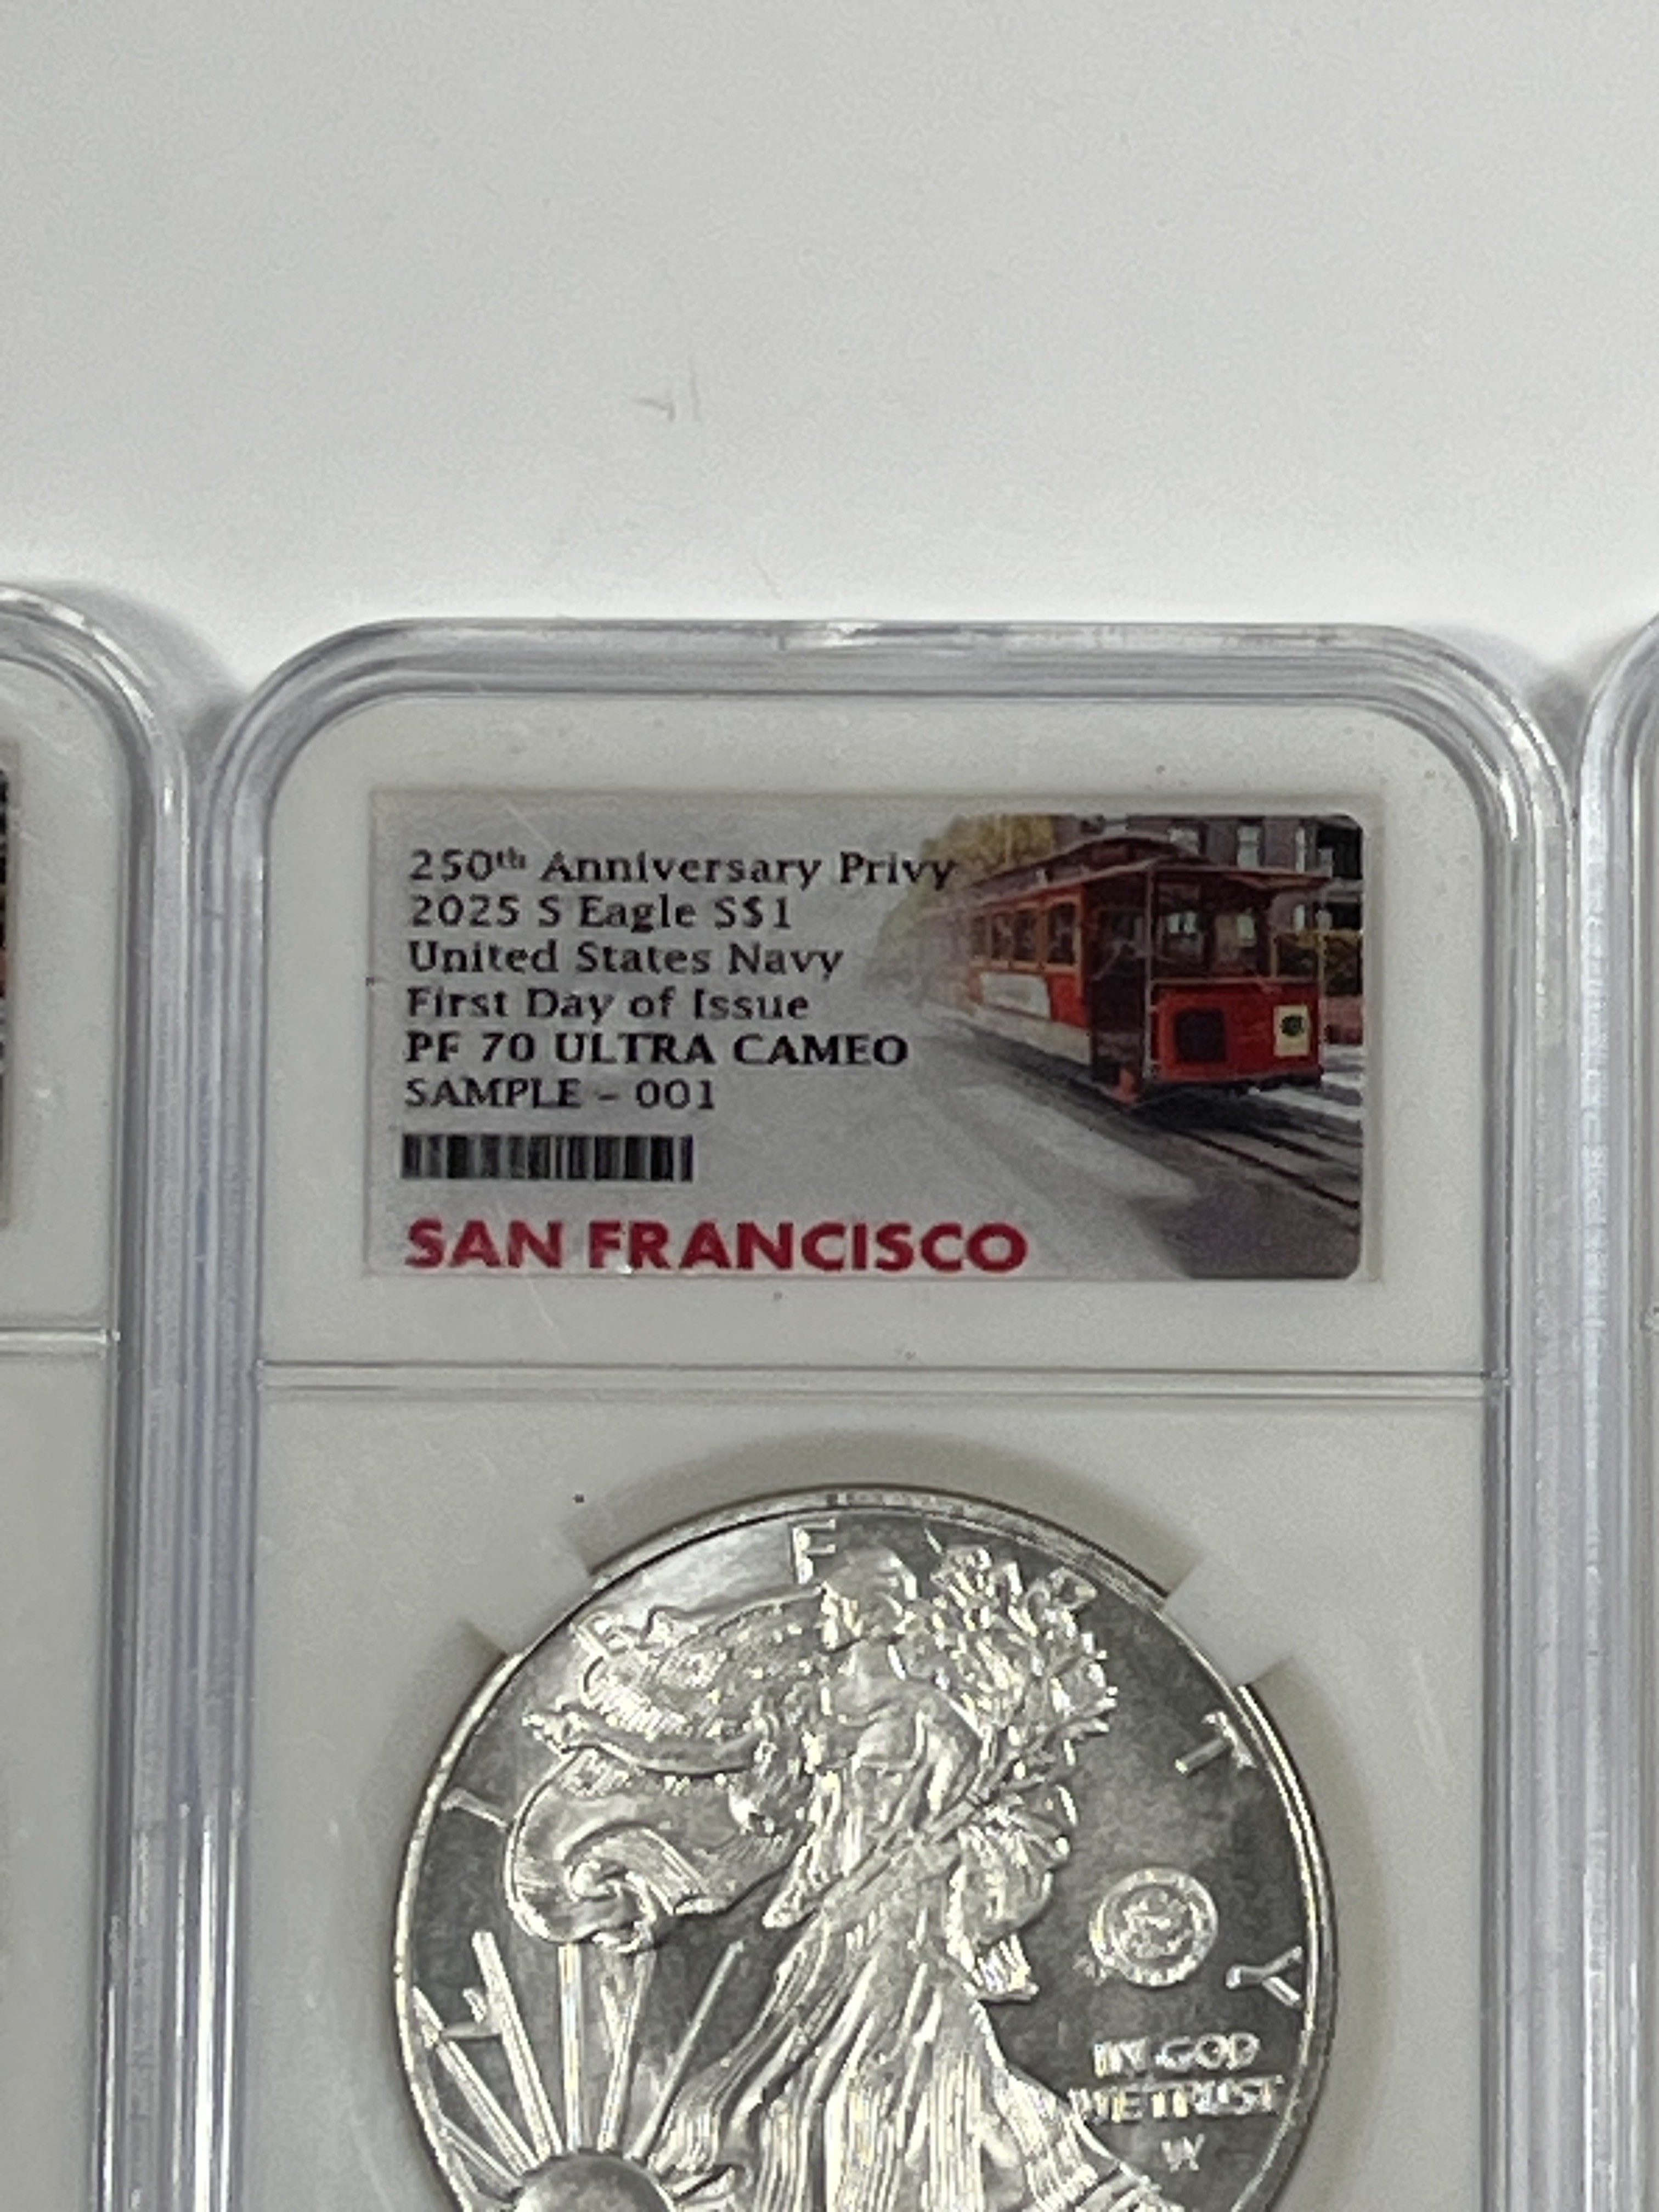 250th Anniversary Privy
2025 S Eagle S$1
United States Navy
First Day of Issue
PF 70 ULTRA CAMEO
SAMPLE - 001
SAN FRANCISCO
L I E T Y
IN GOD
WE TRUST
W